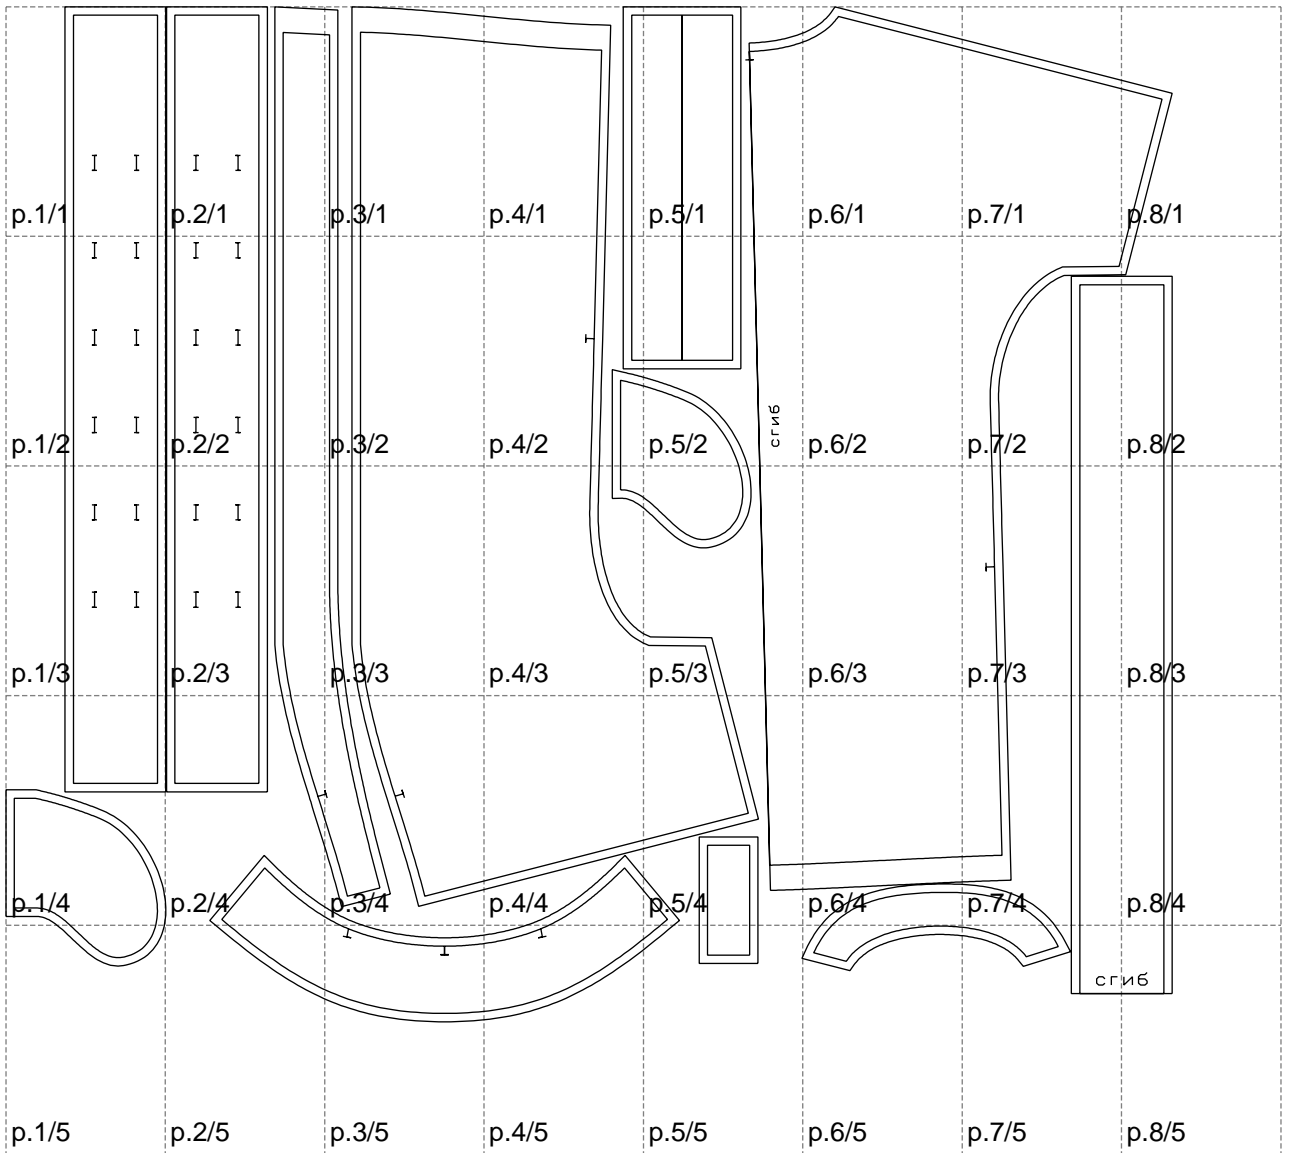 p.1/1 p.2/1 p.3/1 p.4/1 p.5/1 p.6/1 p.7/1 p.8/1
сгиб
p.1/2 p.2/2 p.3/2 p.4/2 p.5/2 p.6/2 p.7/2 p.8/2
p.1/3 p.2/3 p.3/3 p.4/3 p.5/3 p.6/3 p.7/3 p.8/3
p.1/4 p.2/4 p.3/4 p.4/4 p.5/4 p.6/4 p.7/4 p.8/4
сгиб
p.1/5 p.2/5 p.3/5 p.4/5 p.5/5 p.6/5 p.7/5 p.8/5